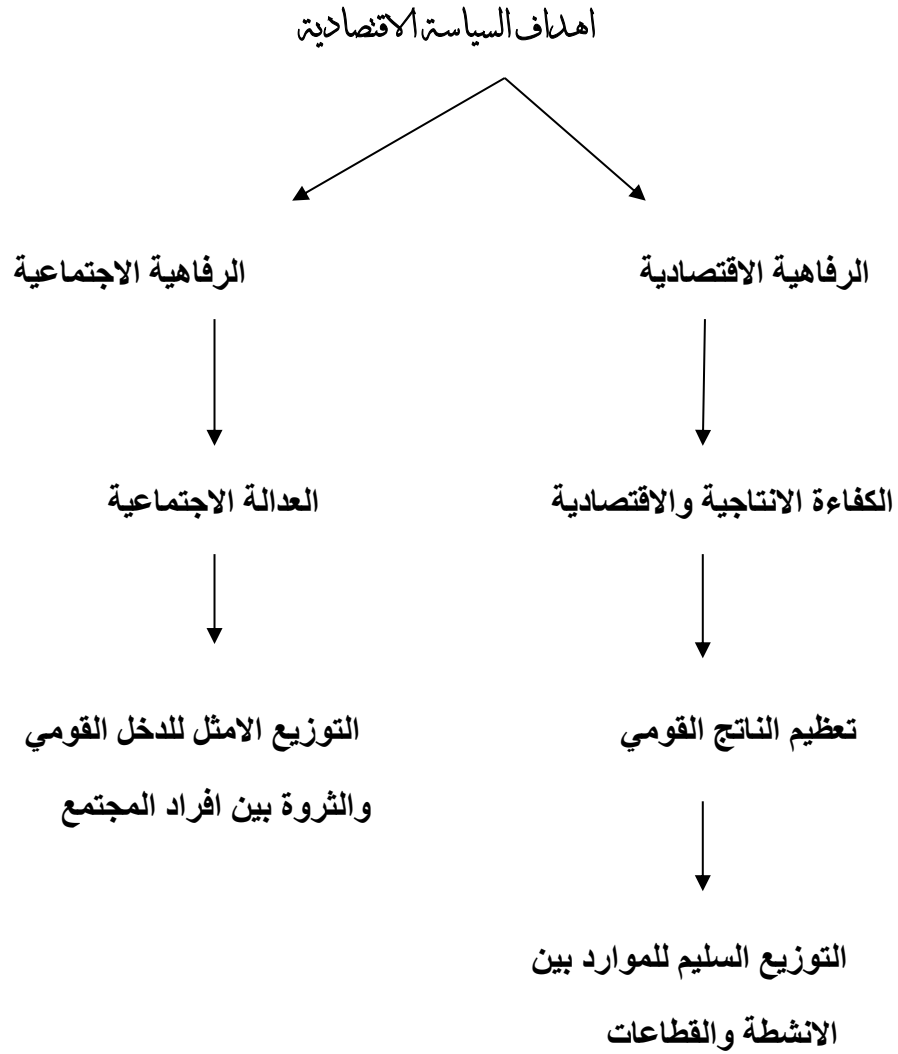 اهداف السياسة الاقتصادية
الرفاهية الاقتصادية
الرفاهية الاجتماعية
الكفاءة الانتاجية والاقتصادية
العدالة الاجتماعية
تعظيم الناتج القومي
التوزيع الامثل للدخل القومي
والثروة بين افراد المجتمع
التوزيع السليم للموارد بين
الانشطة والقطاعات